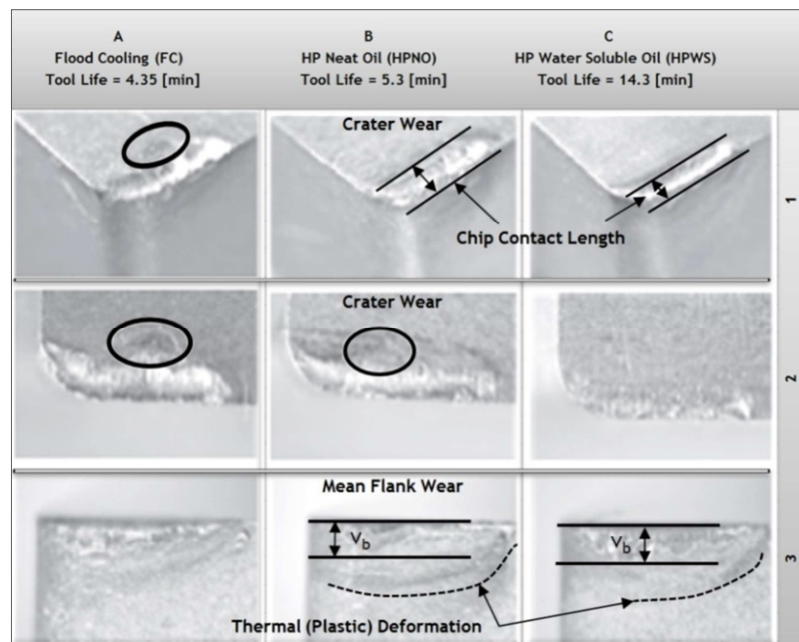 A
Flood Cooling (FC)
Tool Life = 4.35 [min]
B
HP Neat Oil (HPNO)
Tool Life = 5.3 [min]
C
HP Water Soluble Oil (HPWS)
Tool Life = 14.3 [min]
Crater Wear
Chip Contact Length
1
Crater Wear
2
Mean Flank Wear
Vb
Vb
3
Thermal (Plastic) Deformation